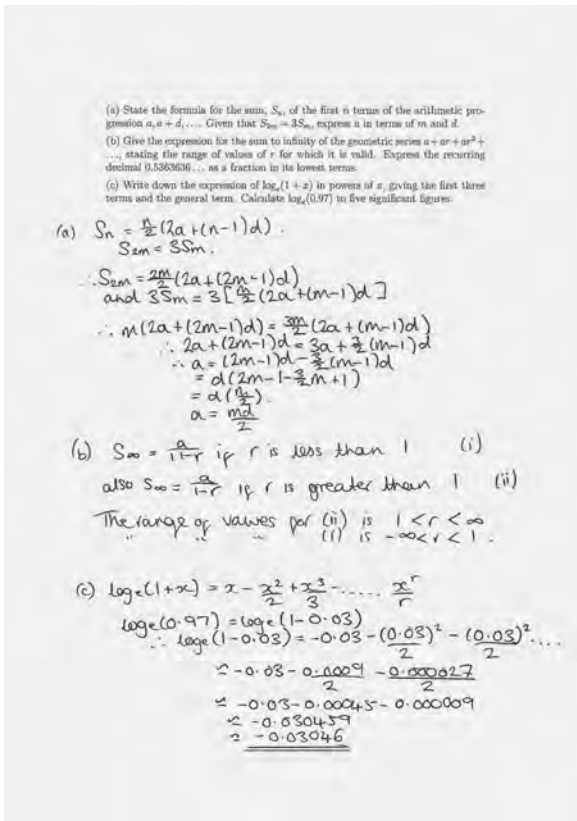 (a) State the formula for the sum, Sₙ, of the first n terms of the arithmetic pro-
gression a, a + d, .... Given that S₂ₘ = 3Sₘ, express a in terms of m and d.
(b) Give the expression for the sum to infinity of the geometric series a + ar + ar² +
..., stating the range of values of r for which it is valid. Express the recurring
decimal 0.5363636... as a fraction in its lowest terms.
(c) Write down the expression of logₑ(1 + x) in powers of x, giving the first three
terms and the general term. Calculate logₑ(0.97) to five significant figures.
(a) Sₙ = n/2 (2a + (n-1)d).
S₂ₘ = 3Sₘ.
∴ S₂ₘ = 2m/2 (2a + (2m-1)d)
and 3Sₘ = 3[m/2 (2a + (m-1)d]
∴ m(2a + (2m-1)d) = 3m/2 (2a + (m-1)d)
∴ 2a + (2m-1)d = 3a + 3/2 (m-1)d
∴ a = (2m-1)d - 3/2 (m-1)d
= d(2m - 1 - 3/2 m + 1)
= d(m/2).
a = md/2
(b) S∞ = a/1-r if r is less than 1 (i)
also S∞ = a/1-r if r is greater than 1 (ii)
The range of values for (ii) is 1 < r < ∞
" " " (i) is -∞ < r < 1.
(c) logₑ(1+x) = x - x²/2 + x³/3 - ..... xʳ/r
logₑ(0.97) = logₑ(1-0.03)
∴ logₑ(1-0.03) = -0.03 - (0.03)²/2 - (0.03)²/2 ....
≃ -0.03 - 0.0009/2 - 0.000027/2
≃ -0.03 - 0.00045 - 0.000009
≃ -0.030459
≃ -0.03046